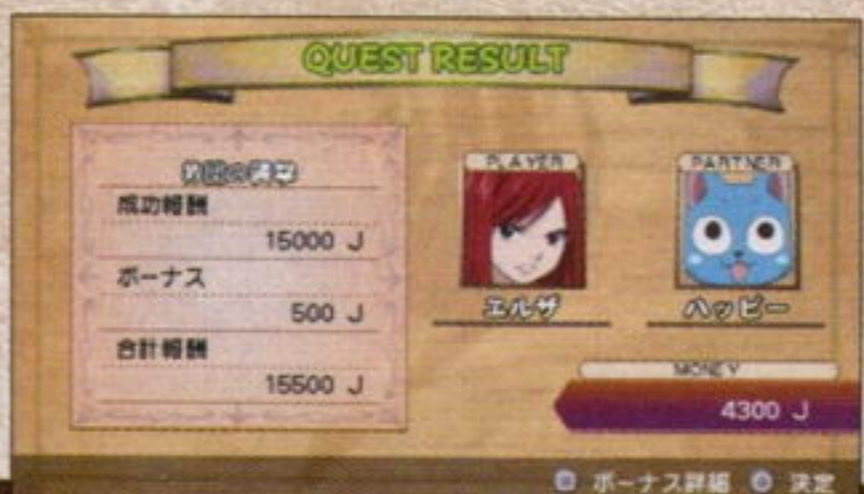 QUEST RESULT
成功報酬
15000 J
ボーナス
500 J
合計報酬
15500 J
PLAYER
エルザ
PARTNER
ハッピー
MONEY
4300 J
ボーナス詳細 決定